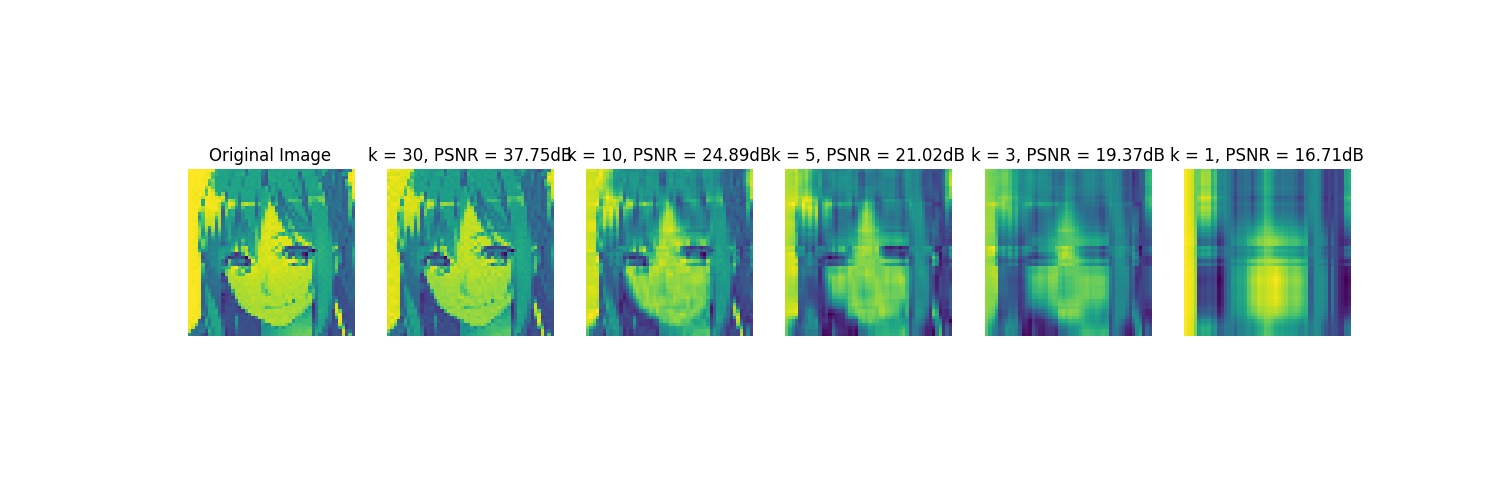 Original Image
k = 30, PSNR = 37.75dB
k = 10, PSNR = 24.89dB
k = 5, PSNR = 21.02dB
k = 3, PSNR = 19.37dB
k = 1, PSNR = 16.71dB